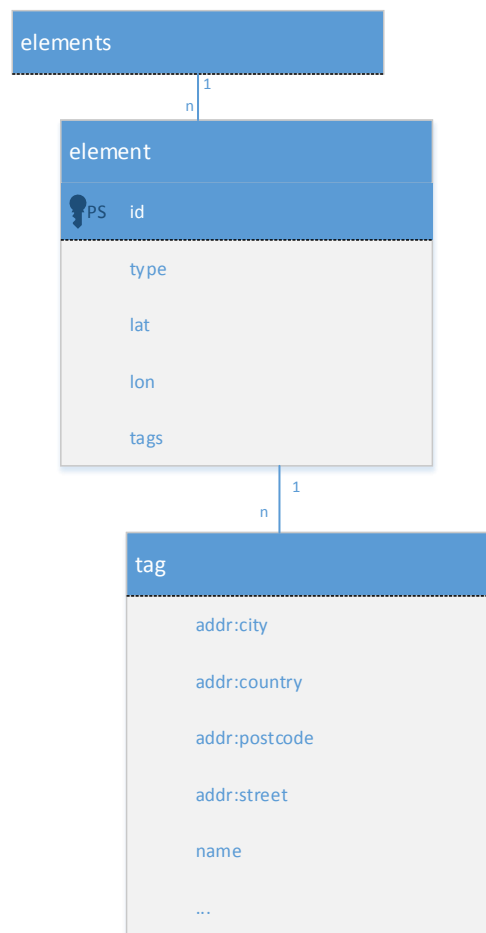 elements
1
n
element
PS id
type
lat
lon
tags
1
n
tag
addr:city
addr:country
addr:postcode
addr:street
name
...